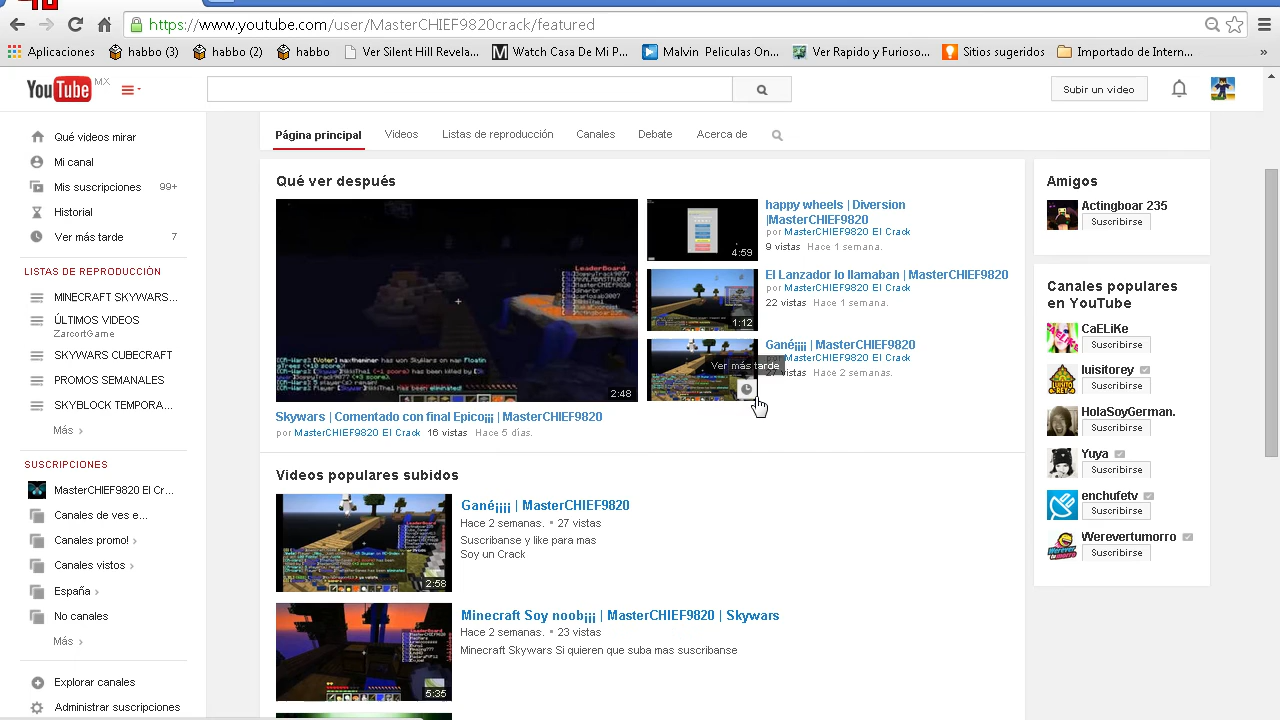 https://www.youtube.com/user/MasterCHIEF9820crack/featured
Aplicaciones habbo (3) habbo (2) habbo Ver Silent Hill Revela... Watch Casa De Mi P... Malvin Peliculas On... Ver Rapido y Furioso... Sitios sugeridos Importado de Intern... »
YouTube MX
Subir un video
Página principal Videos Listas de reproducción Canales Debate Acerca de
Qué videos mirar
Mi canal
Mis suscripciones 99+
Historial
Ver más tarde 7
LISTAS DE REPRODUCCIÓN
MINECRAFT SKYWARS...
ÚLTIMOS VIDEOS
SKYWARS CUBECRAFT
SKYBLOCK TEMPORA...
Más ›
SUSCRIPCIONES
MasterCHIEF9820 El Cr...
Canales de ves e
Canales promo
Españ
No canales
Más ›
Explorar canales
Administrar suscripciones
Qué ver después
LeaderBoard
2:48
Skywars | Comentado con final Epico¡¡¡ | MasterCHIEF9820
por MasterCHIEF9820 El Crack 16 vistas Hace 5 días.
4:59
happy wheels | Diversion
|MasterCHIEF9820
por MasterCHIEF9820 El Crack
9 vistas Hace 1 semana.
1:12
El Lanzador lo llamaban | MasterCHIEF9820
por MasterCHIEF9820 El Crack
22 vistas Hace 1 semana.
Gané¡¡¡¡ | MasterCHIEF9820
Ver más tarde
MasterCHIEF9820 El Crack
Hace 2 semanas.
Videos populares subidos
2:58
Gané¡¡¡¡ | MasterCHIEF9820
Hace 2 semanas. • 27 vistas
Suscribanse y like para mas
Soy un Crack
5:35
Minecraft Soy noob¡¡¡ | MasterCHIEF9820 | Skywars
Hace 2 semanas. • 23 vistas
Minecraft Skywars Si quieren que suba mas suscribanse
Amigos
Actingboar 235
Suscribirse
Canales populares
en YouTube
CaELiKe
Suscribirse
luisitorey
Suscribirse
HolaSoyGerman.
Suscribirse
Yuya
Suscribirse
enchufetv
Suscribirse
Werevertumorro
Suscribirse